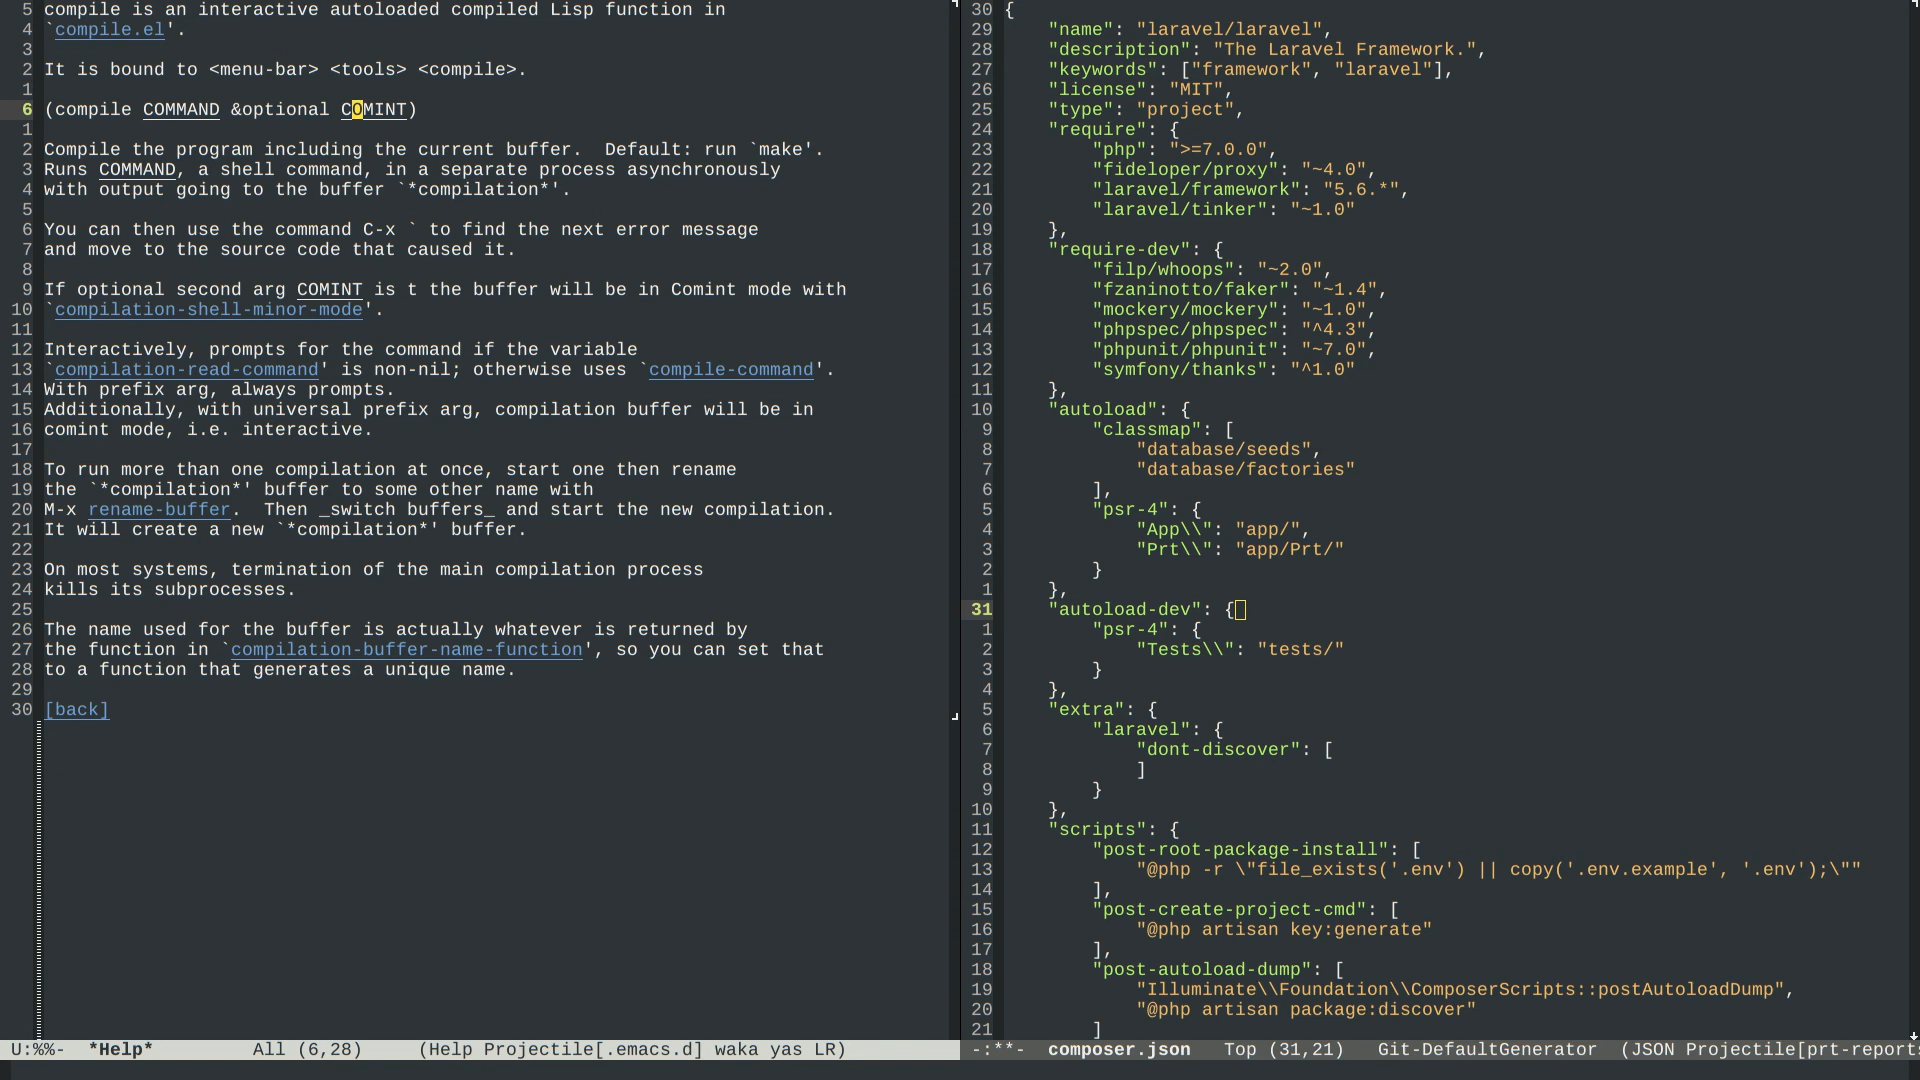 5 compile is an interactive autoloaded compiled Lisp function in
4 `compile.el'.
3
2 It is bound to <menu-bar> <tools> <compile>.
1
6 (compile COMMAND &optional COMINT)
1
2 Compile the program including the current buffer.  Default: run `make'.
3 Runs COMMAND, a shell command, in a separate process asynchronously
4 with output going to the buffer `*compilation*'.
5
6 You can then use the command C-x ` to find the next error message
7 and move to the source code that caused it.
8
9 If optional second arg COMINT is t the buffer will be in Comint mode with
10 `compilation-shell-minor-mode'.
11
12 Interactively, prompts for the command if the variable
13 `compilation-read-command' is non-nil; otherwise uses `compile-command'.
14 With prefix arg, always prompts.
15 Additionally, with universal prefix arg, compilation buffer will be in
16 comint mode, i.e. interactive.
17
18 To run more than one compilation at once, start one then rename
19 the `*compilation*' buffer to some other name with
20 M-x rename-buffer.  Then _switch buffers_ and start the new compilation.
21 It will create a new `*compilation*' buffer.
22
23 On most systems, termination of the main compilation process
24 kills its subprocesses.
25
26 The name used for the buffer is actually whatever is returned by
27 the function in `compilation-buffer-name-function', so you can set that
28 to a function that generates a unique name.
29
30 [back]
U:%%-  *Help*         All (6,28)     (Help Projectile[.emacs.d] waka yas LR)
30 {
29     "name": "laravel/laravel",
28     "description": "The Laravel Framework.",
27     "keywords": ["framework", "laravel"],
26     "license": "MIT",
25     "type": "project",
24     "require": {
23         "php": ">=7.0.0",
22         "fideloper/proxy": "~4.0",
21         "laravel/framework": "5.6.*",
20         "laravel/tinker": "~1.0"
19     },
18     "require-dev": {
17         "filp/whoops": "~2.0",
16         "fzaninotto/faker": "~1.4",
15         "mockery/mockery": "~1.0",
14         "phpspec/phpspec": "^4.3",
13         "phpunit/phpunit": "~7.0",
12         "symfony/thanks": "^1.0"
11     },
10     "autoload": {
9         "classmap": [
8             "database/seeds",
7             "database/factories"
6         ],
5         "psr-4": {
4             "App\\": "app/",
3             "Prt\\": "app/Prt/"
2         }
1     },
31     "autoload-dev": {
1         "psr-4": {
2             "Tests\\": "tests/"
3         }
4     },
5     "extra": {
6         "laravel": {
7             "dont-discover": [
8             ]
9         }
10     },
11     "scripts": {
12         "post-root-package-install": [
13             "@php -r \"file_exists('.env') || copy('.env.example', '.env');\""
14         ],
15         "post-create-project-cmd": [
16             "@php artisan key:generate"
17         ],
18         "post-autoload-dump": [
19             "Illuminate\\Foundation\\ComposerScripts::postAutoloadDump",
20             "@php artisan package:discover"
21         ]
-:**-  composer.json   Top (31,21)   Git-DefaultGenerator  (JSON Projectile[prt-reports